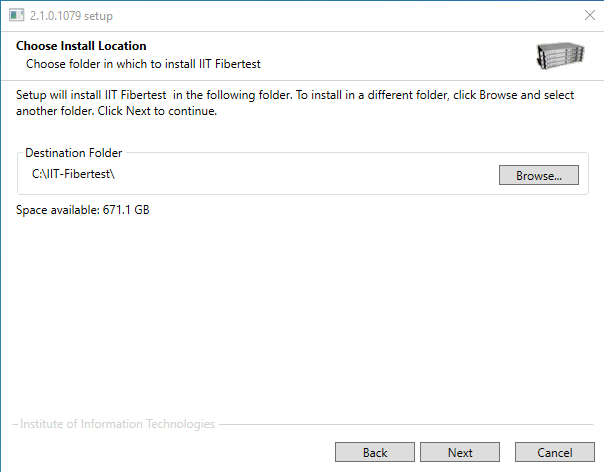 2.1.0.1079 setup
Choose Install Location
Choose folder in which to install IIT Fibertest
Setup will install IIT Fibertest  in the following folder. To install in a different folder, click Browse and select
another folder. Click Next to continue.
Destination Folder
C:\IIT-Fibertest\
Browse...
Space available: 671.1 GB
Institute of Information Technologies
Back
Next
Cancel